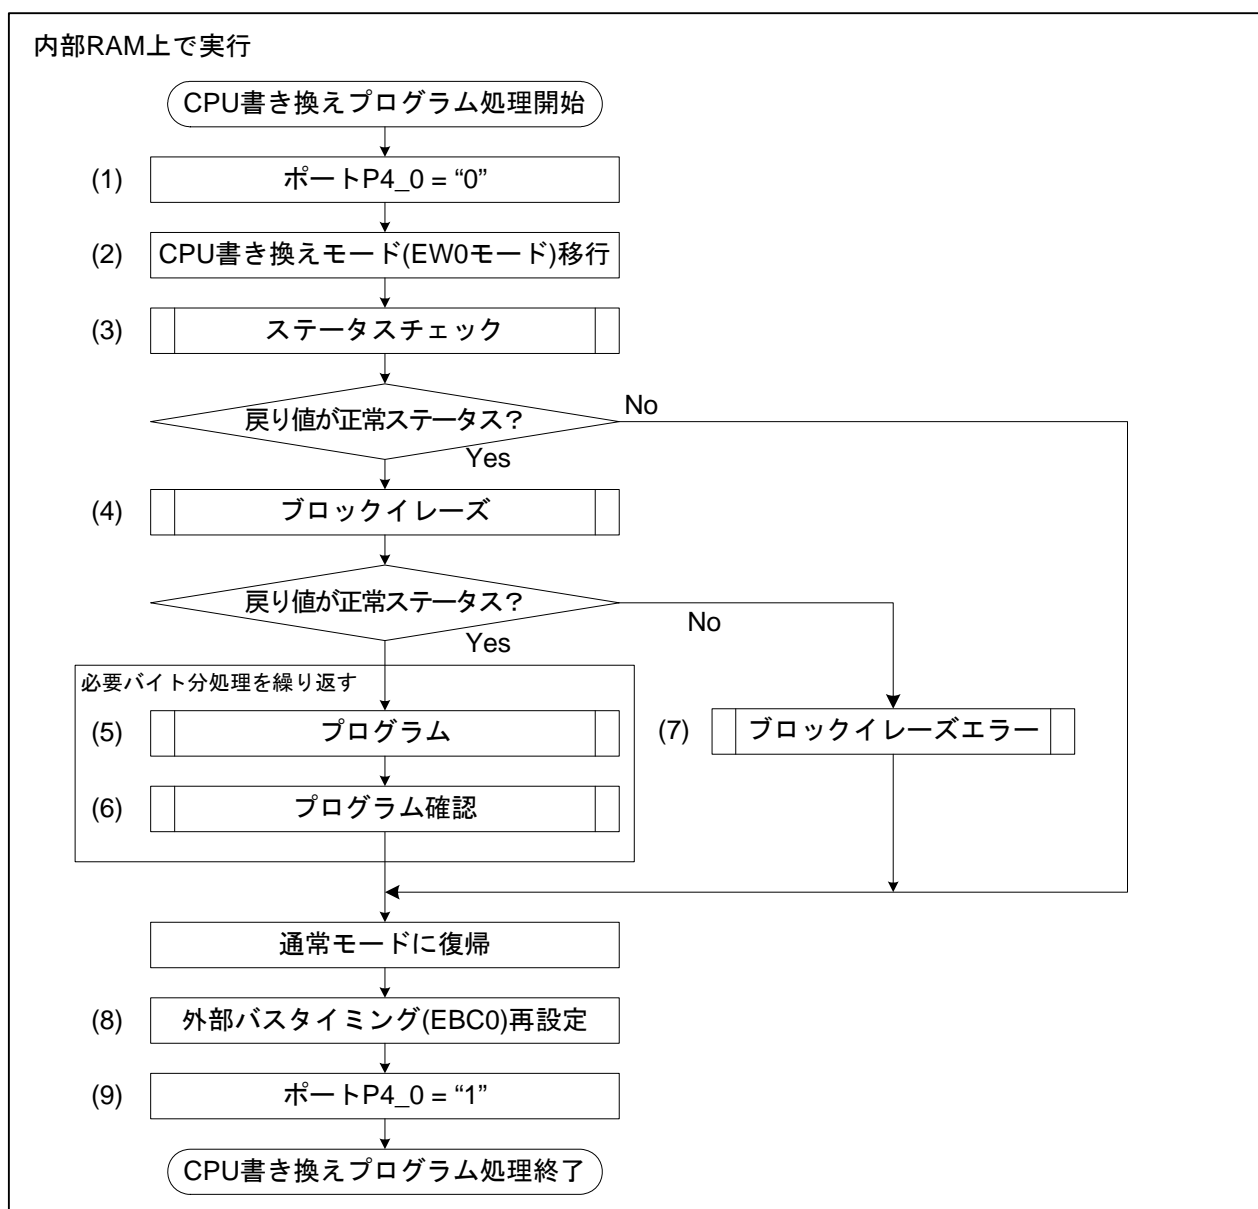 内部RAM上で実行
CPU書き換えプログラム処理開始
(1) ポートP4_0 = “0”
(2) CPU書き換えモード(EW0モード)移行
(3) ステータスチェック
戻り値が正常ステータス?
No
Yes
(4) ブロックイレーズ
戻り値が正常ステータス?
No
Yes
必要バイト分処理を繰り返す
(5) プログラム
(7) ブロックイレーズエラー
(6) プログラム確認
通常モードに復帰
(8) 外部バスタイミング(EBC0)再設定
(9) ポートP4_0 = “1”
CPU書き換えプログラム処理終了